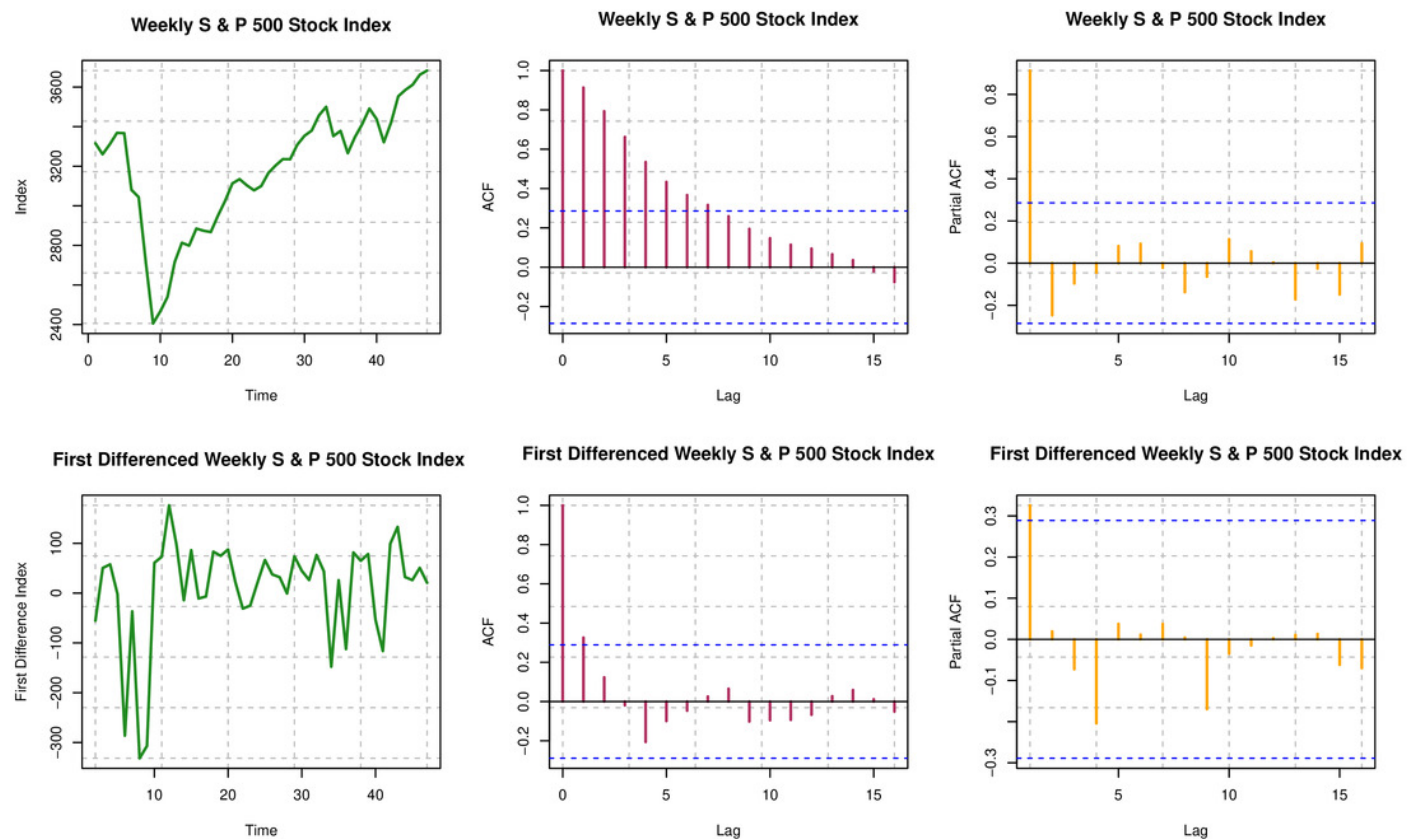 Weekly S & P 500 Stock Index
Index
2400
2800
3200
3600
0 10 20 30 40
Time
Weekly S & P 500 Stock Index
ACF
−0.2 0.0 0.2 0.4 0.6 0.8 1.0
0 5 10 15
Lag
Weekly S & P 500 Stock Index
Partial ACF
−0.2 0.0 0.2 0.4 0.6 0.8
5 10 15
Lag
First Differenced Weekly S & P 500 Stock Index
First Difference Index
−300 −200 −100 0 100
10 20 30 40
Time
First Differenced Weekly S & P 500 Stock Index
ACF
−0.2 0.0 0.2 0.4 0.6 0.8 1.0
0 5 10 15
Lag
First Differenced Weekly S & P 500 Stock Index
Partial ACF
−0.3 −0.1 0.0 0.1 0.2 0.3
5 10 15
Lag